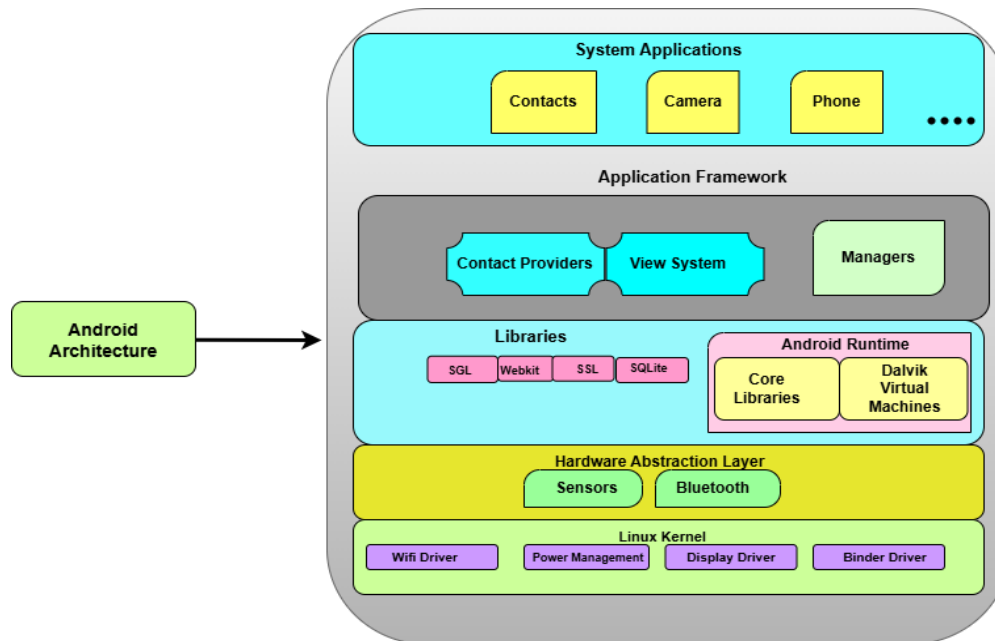 System Applications
Contacts
Camera
Phone
Application Framework
Contact Providers
View System
Managers
Android
Architecture
Libraries
SGL
Webkit
SSL
SQLite
Android Runtime
Core
Libraries
Dalvik
Virtual
Machines
Hardware Abstraction Layer
Sensors
Bluetooth
Linux Kernel
Wifi Driver
Power Management
Display Driver
Binder Driver